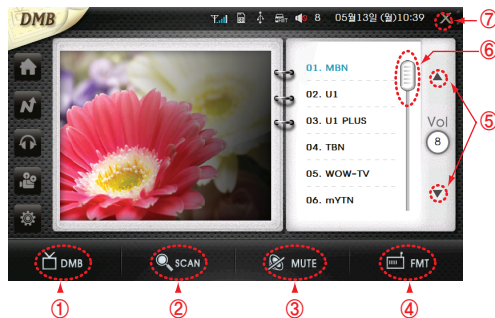 DMB
8 05월13일 (월)10:39
⑦
⑥
01. MBN
02. U1
03. U1 PLUS
04. TBN
05. WOW-TV
06. mYTN
Vol
8
⑤
DMB
SCAN
MUTE
FMT
① ② ③ ④